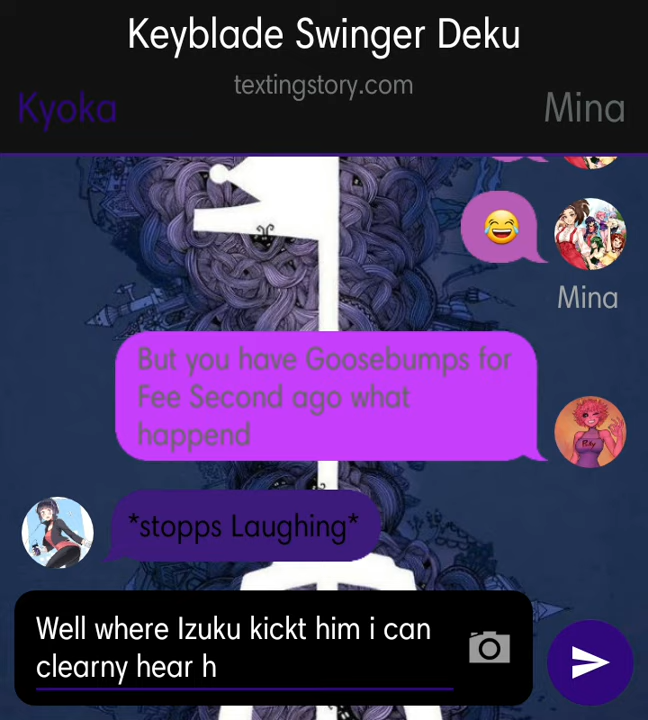 Keyblade Swinger Deku
textingstory.com
Kyoka
Mina
😂
Mina
But you have Goosebumps for
Fee Second ago what
happend
*stopps Laughing*
Well where Izuku kickt him i can
clearny hear h